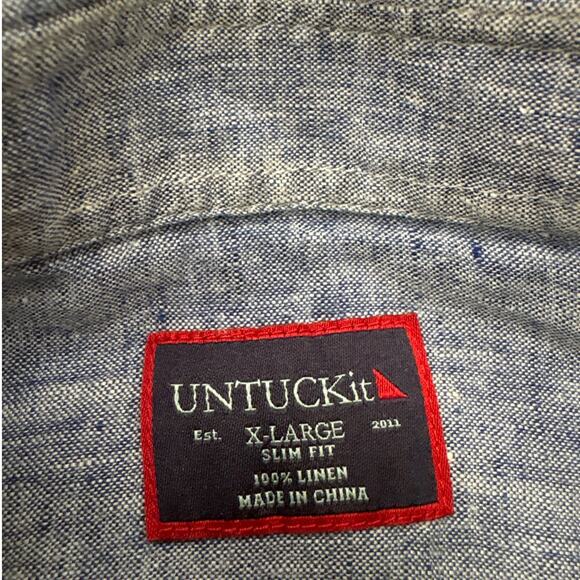 UNTUCKit
Est. X-LARGE 2011
SLIM FIT
100% LINEN
MADE IN CHINA